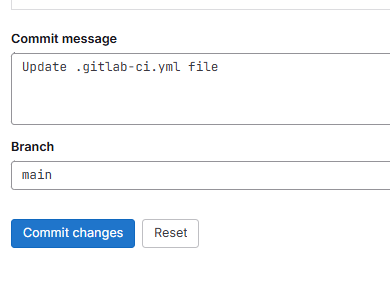 Commit message
Update .gitlab-ci.yml file
Branch
main
Commit changes
Reset